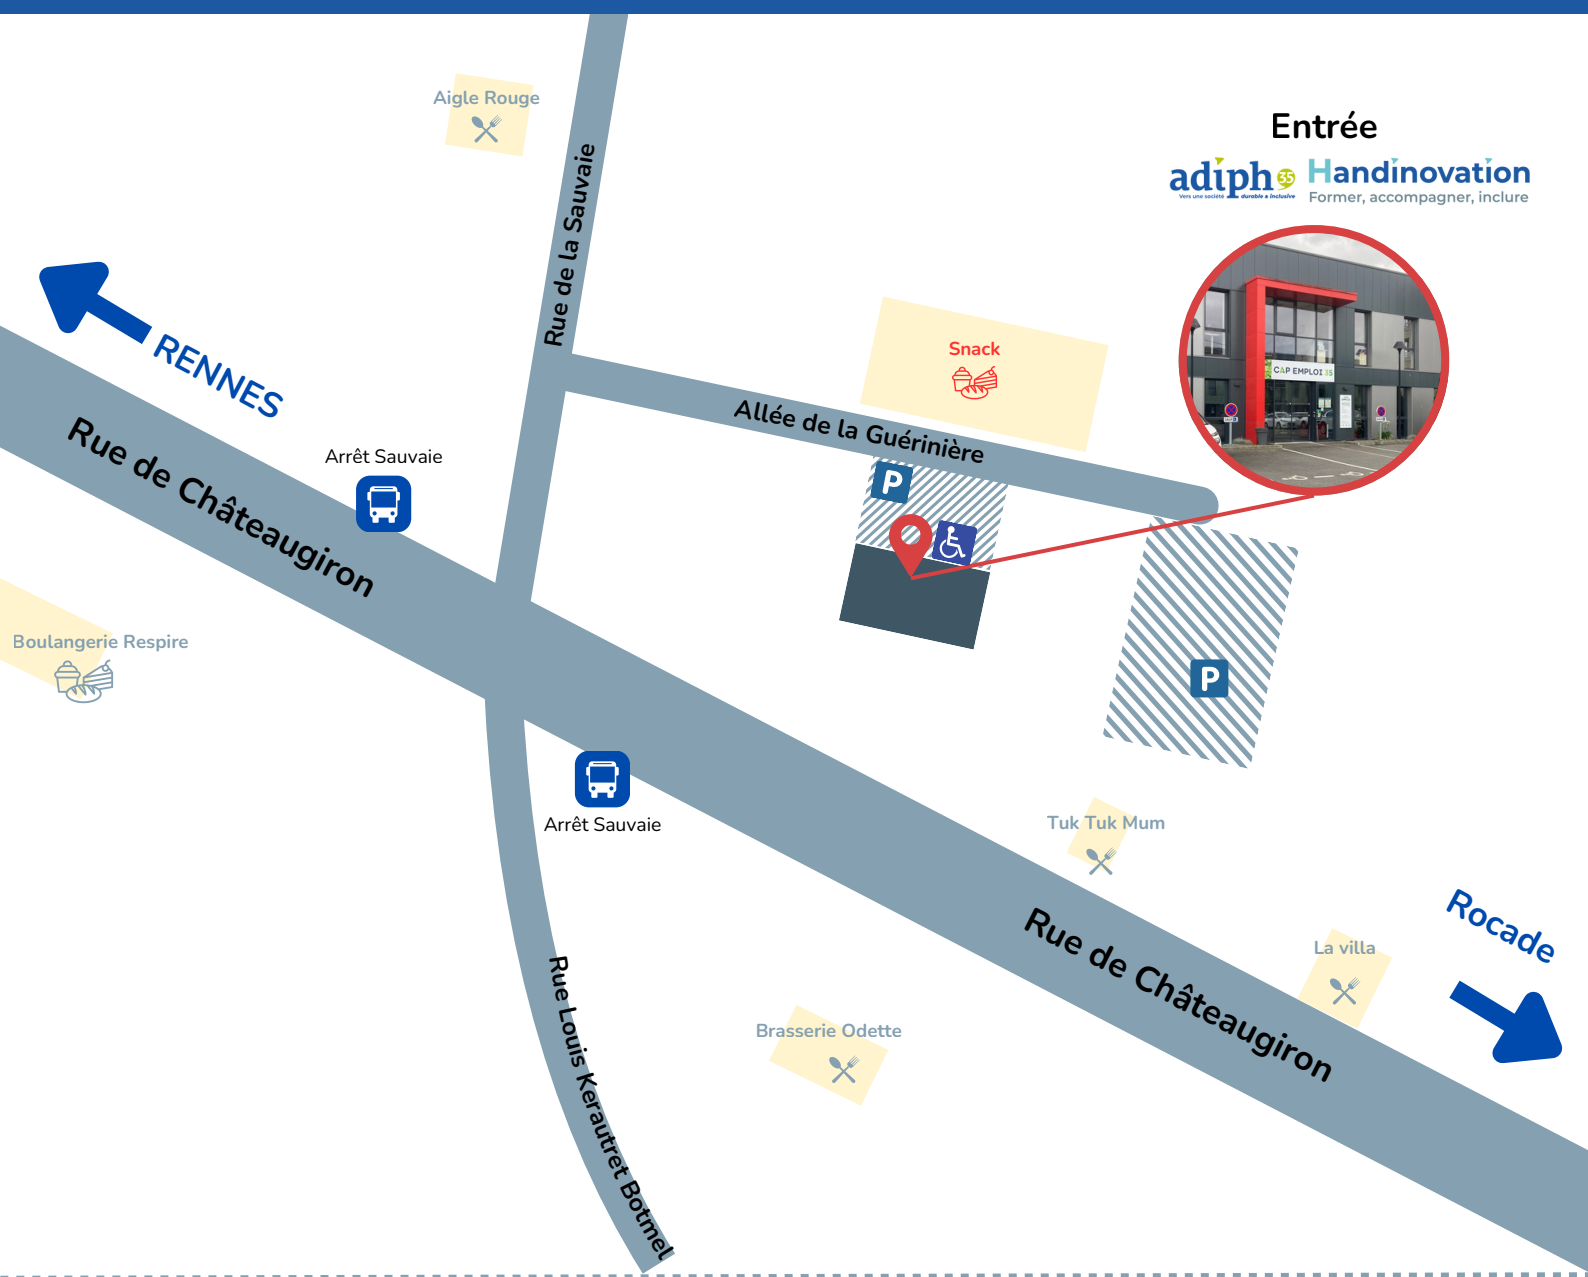 Aigle Rouge
Entrée
adiph35
Vers une société durable & inclusive
Handinovation
Former, accompagner, inclure
Rue de la Sauvaie
RENNES
Snack
CAP EMPLOI 35
Allée de la Guérinière
Rue de Châteaugiron
Arrêt Sauvaie
P
Boulangerie Respire
P
Arrêt Sauvaie
Tuk Tuk Mum
Rocade
Rue de Châteaugiron
La villa
Rue Louis Kerautret Botmel
Brasserie Odette